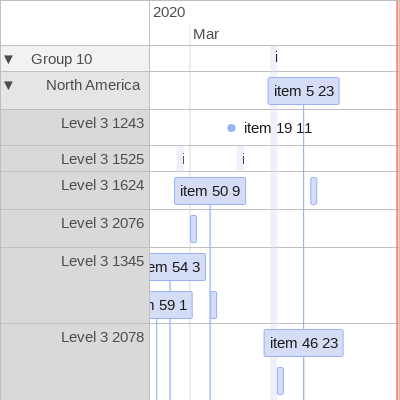 2020
Mar
▼ Group 10
i
▼ North America
item 5 23
Level 3 1243
item 19 11
Level 3 1525
i i
Level 3 1624
item 50 9
Level 3 2076
Level 3 1345
em 54 3
59 1
Level 3 2078
item 46 23